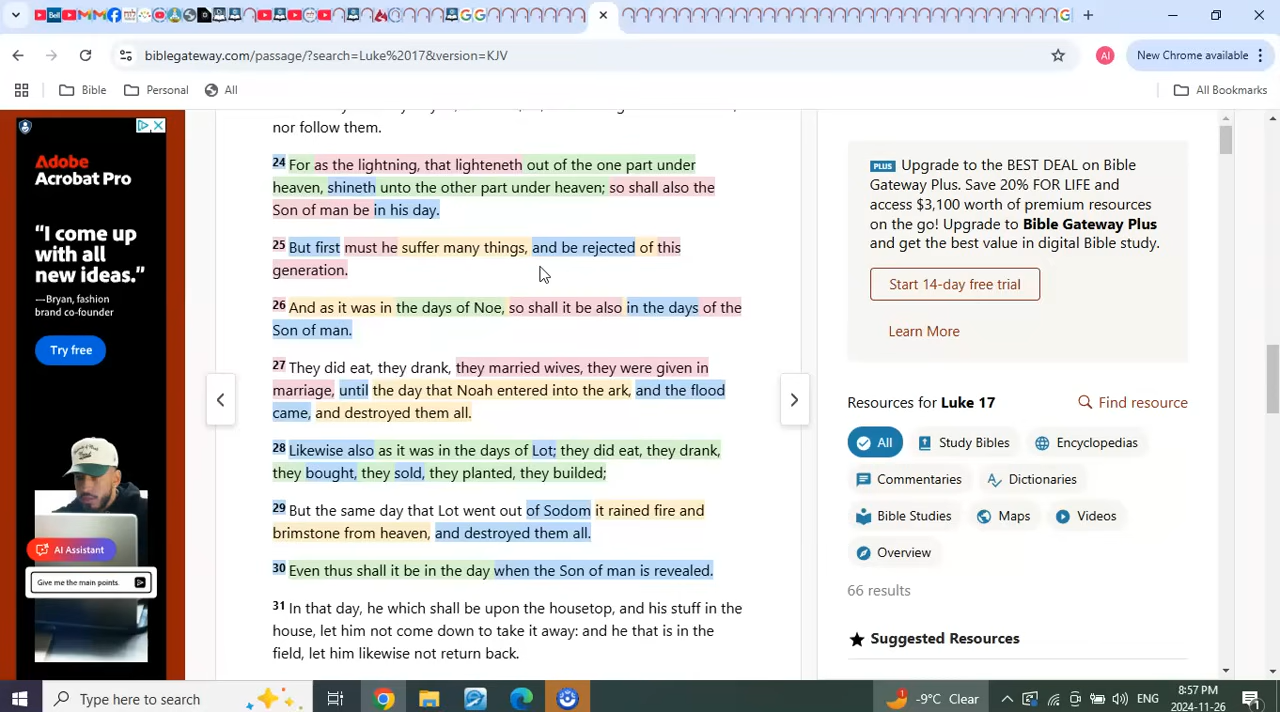 biblegateway.com/passage/?search=Luke%2017&version=KJV
AI
New Chrome available
Bible
Personal
All
All Bookmarks
nor follow them.
24 For as the lightning, that lighteneth out of the one part under
heaven, shineth unto the other part under heaven; so shall also the
Son of man be in his day.
25 But first must he suffer many things, and be rejected of this
generation.
26 And as it was in the days of Noe, so shall it be also in the days of the
Son of man.
27 They did eat, they drank, they married wives, they were given in
marriage, until the day that Noah entered into the ark, and the flood
came, and destroyed them all.
28 Likewise also as it was in the days of Lot; they did eat, they drank,
they bought, they sold, they planted, they builded;
29 But the same day that Lot went out of Sodom it rained fire and
brimstone from heaven, and destroyed them all.
30 Even thus shall it be in the day when the Son of man is revealed.
31 In that day, he which shall be upon the housetop, and his stuff in the
house, let him not come down to take it away: and he that is in the
field, let him likewise not return back.
Adobe
Acrobat Pro
“I come up
with all
new ideas.”
—Bryan, fashion
brand co-founder
Try free
AI Assistant
Give me the main points.
PLUS Upgrade to the BEST DEAL on Bible
Gateway Plus. Save 20% FOR LIFE and
access $3,100 worth of premium resources
on the go! Upgrade to Bible Gateway Plus
and get the best value in digital Bible study.
Start 14-day free trial
Learn More
Resources for Luke 17
Find resource
All
Study Bibles
Encyclopedias
Commentaries
Dictionaries
Bible Studies
Maps
Videos
Overview
66 results
Suggested Resources
Type here to search
-9°C Clear
ENG
8:57 PM
2024-11-26